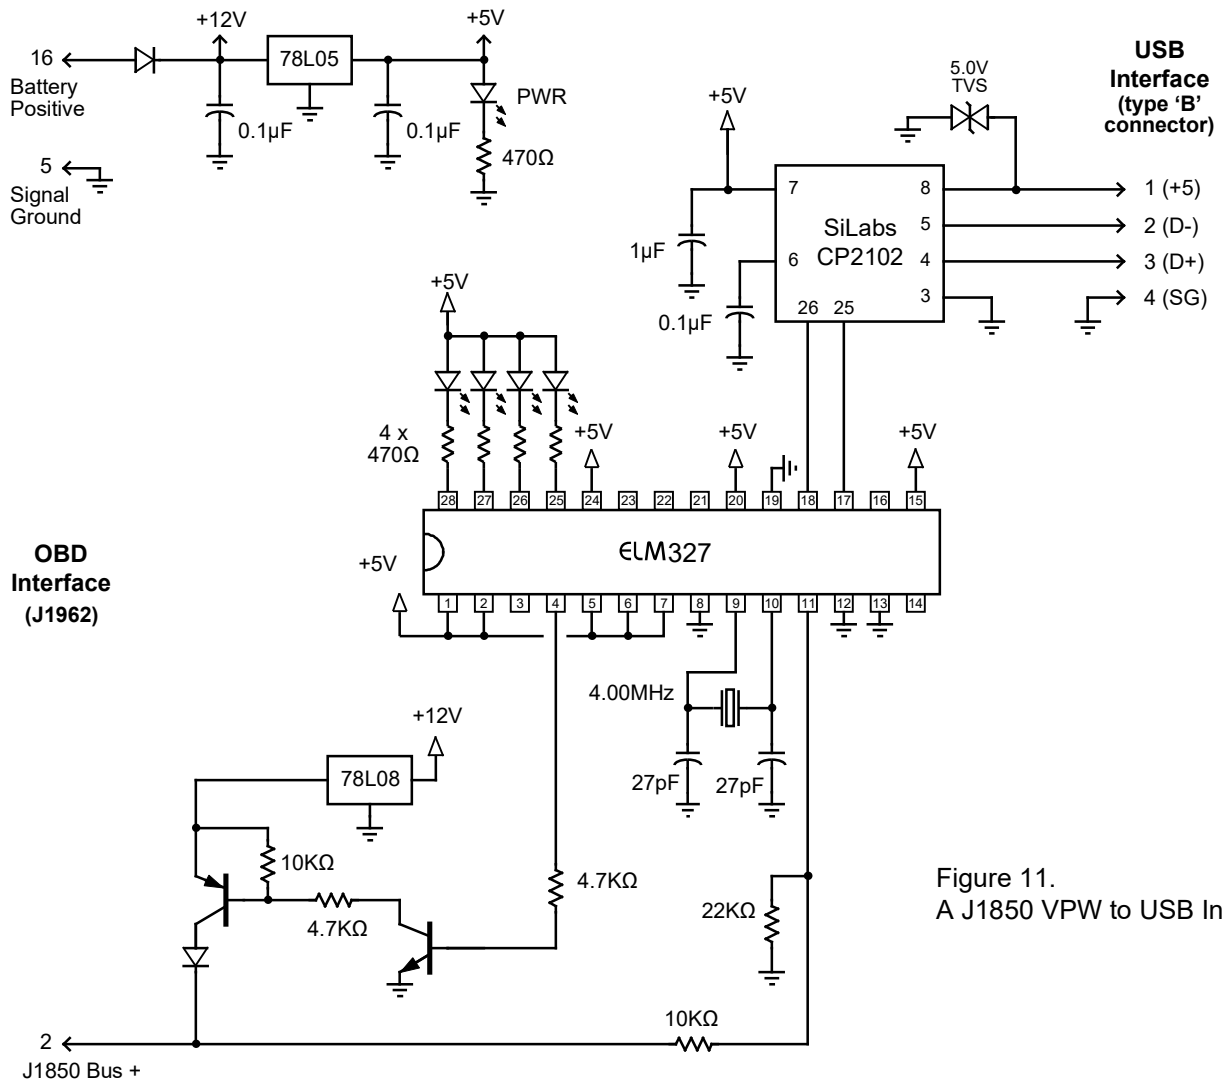 +12V
+5V
16
78L05
Battery
Positive
PWR
0.1µF
0.1µF
470Ω
5
Signal
Ground
USB
Interface
(type ‘B’
connector)
5.0V
TVS
+5V
7
8
1 (+5)
SiLabs
CP2102
5
2 (D-)
1µF
6
4
3 (D+)
3
4 (SG)
0.1µF
26
25
+5V
4 x
470Ω
+5V
+5V
+5V
28
27
26
25
24
23
22
21
20
19
18
17
16
15
OBD
Interface
(J1962)
+5V
ELM327
1
2
3
4
5
6
7
8
9
10
11
12
13
14
4.00MHz
27pF
27pF
+12V
78L08
10KΩ
4.7KΩ
4.7KΩ
22KΩ
Figure 11.
A J1850 VPW to USB In
10KΩ
2
J1850 Bus +